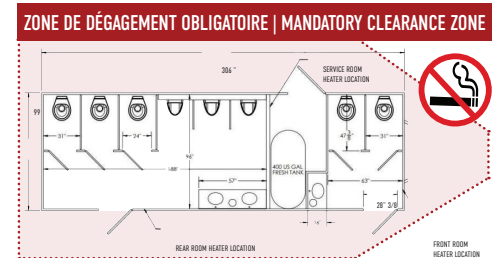 ZONE DE DÉGAGEMENT OBLIGATOIRE | MANDATORY CLEARANCE ZONE
306 "
SERVICE ROOM
HEATER LOCATION
99
31"
24"
47
31"
96"
188"
400 US GAL
FRESH TANK
57"
63"
28" 3/8
16"
REAR ROOM HEATER LOCATION
FRONT ROOM
HEATER LOCATION